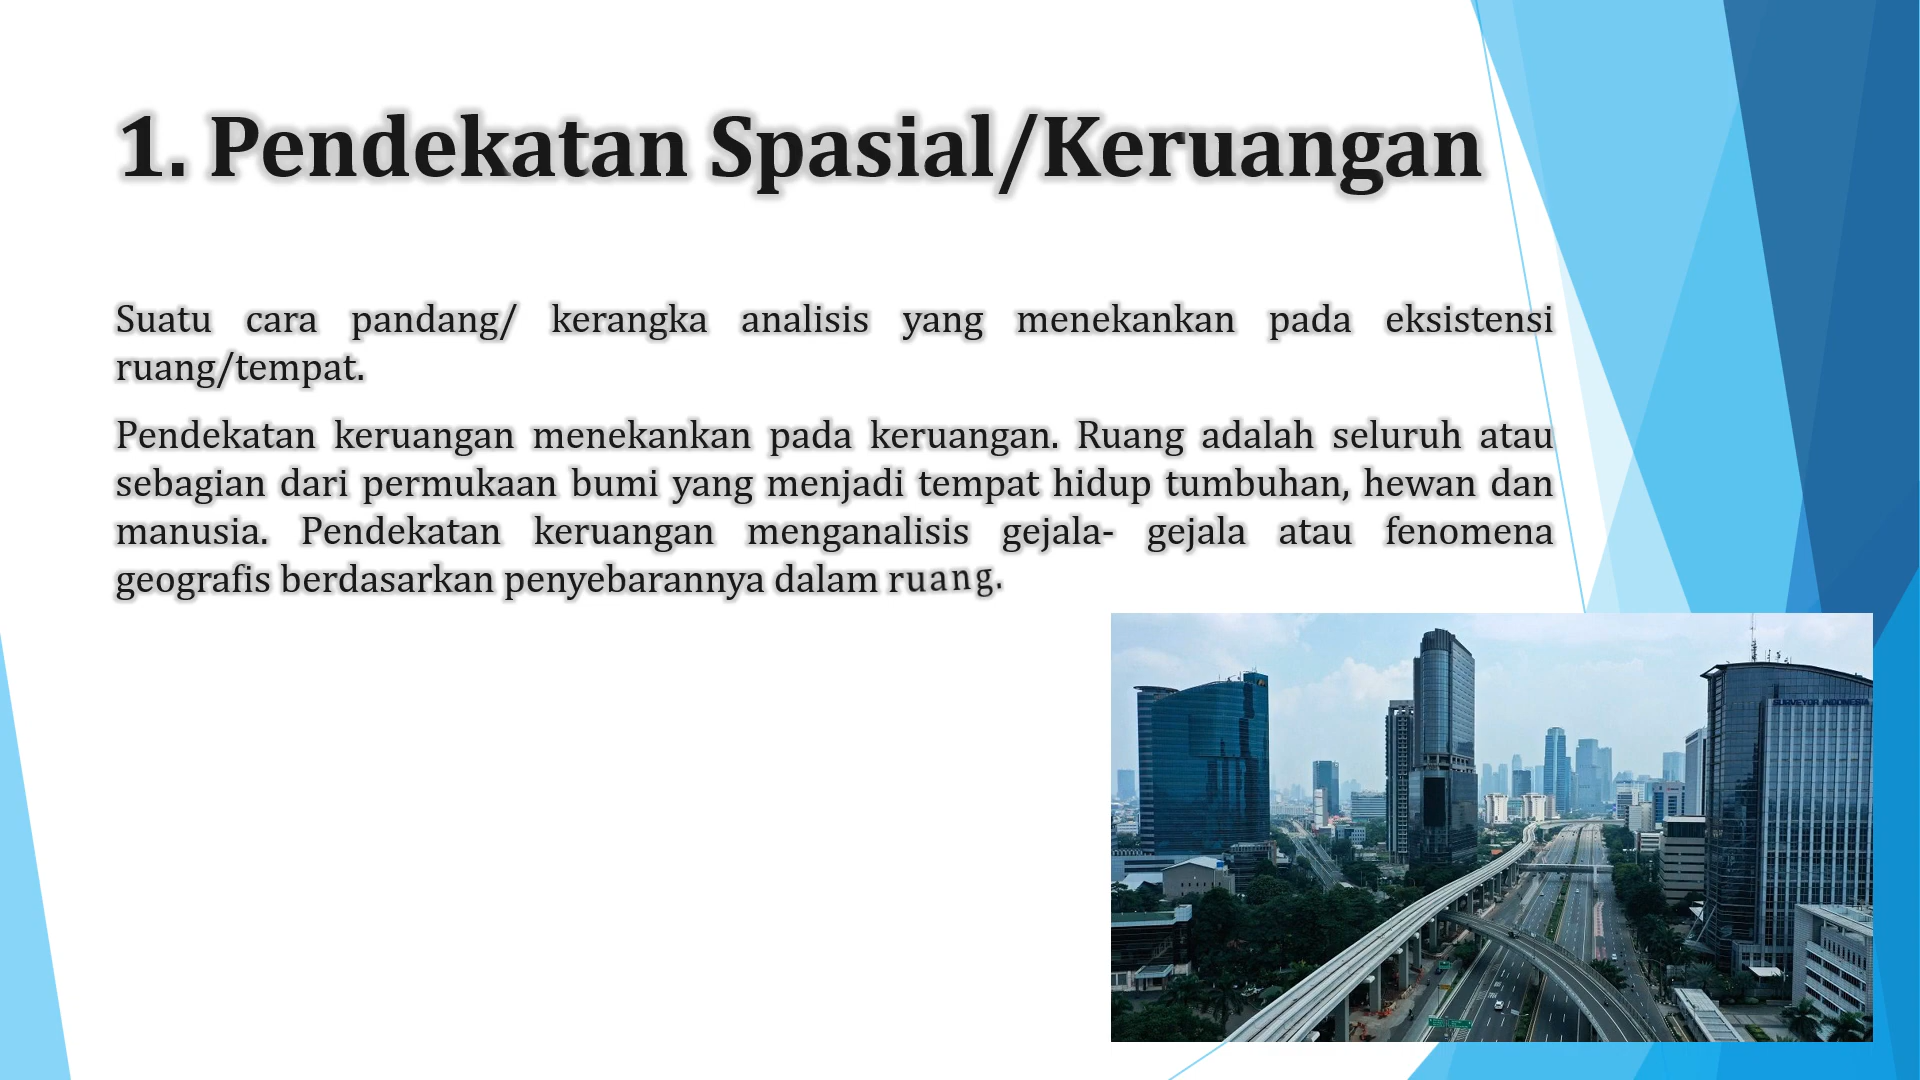 1. Pendekatan Spasial/Keruangan
Suatu cara pandang/ kerangka analisis yang menekankan pada eksistensi
ruang/tempat.
Pendekatan keruangan menekankan pada keruangan. Ruang adalah seluruh atau
sebagian dari permukaan bumi yang menjadi tempat hidup tumbuhan, hewan dan
manusia. Pendekatan keruangan menganalisis gejala- gejala atau fenomena
geografis berdasarkan penyebarannya dalam ruang.
SURVEYOR INDONESIA